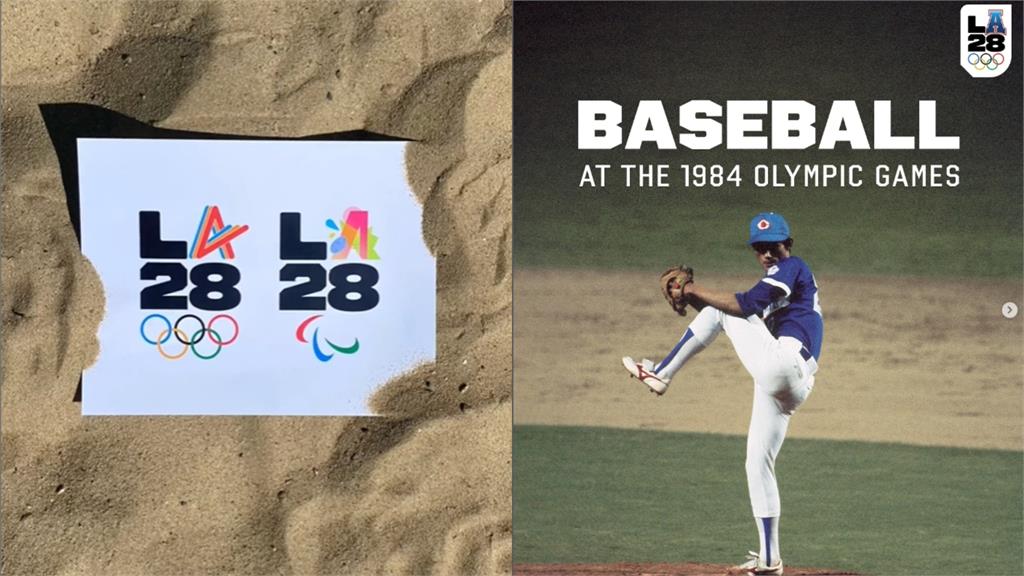 LA
28
LA
28
LA
28
BASEBALL
AT THE 1984 OLYMPIC GAMES